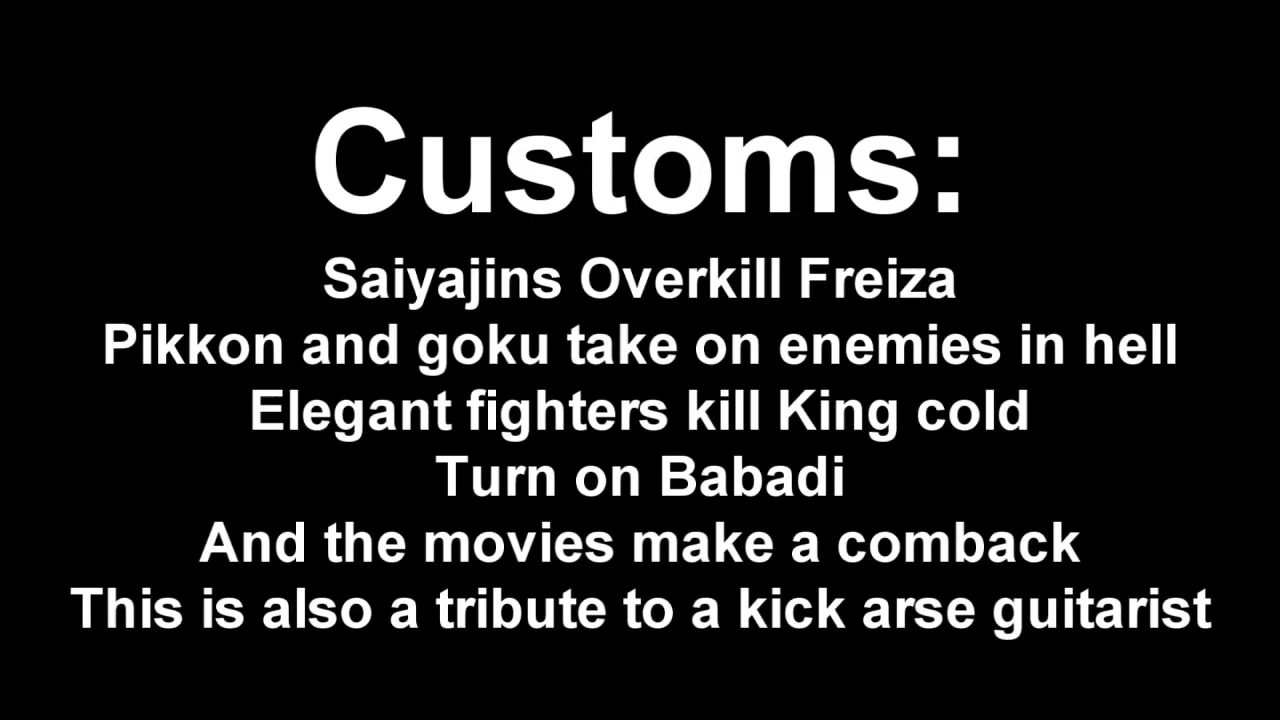 Customs:
Saiyajins Overkill Freiza
Pikkon and goku take on enemies in hell
Elegant fighters kill King cold
Turn on Babadi
And the movies make a comback
This is also a tribute to a kick arse guitarist